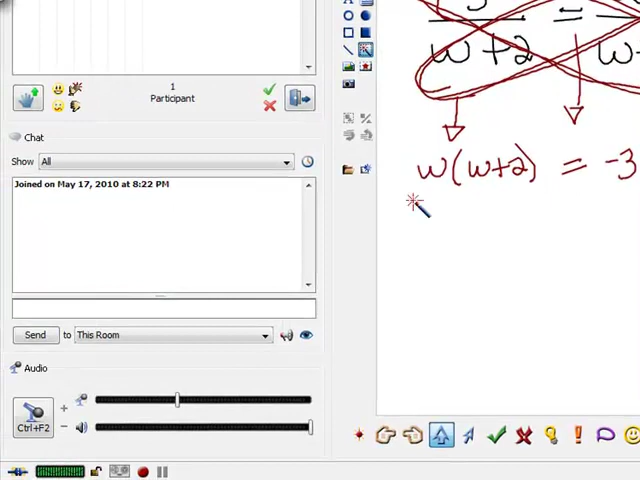 1
Participant
Chat
Show All
Joined on May 17, 2010 at 8:22 PM
Send to This Room
Audio
Ctrl+F2
=
w+2
w(w+2) = -3